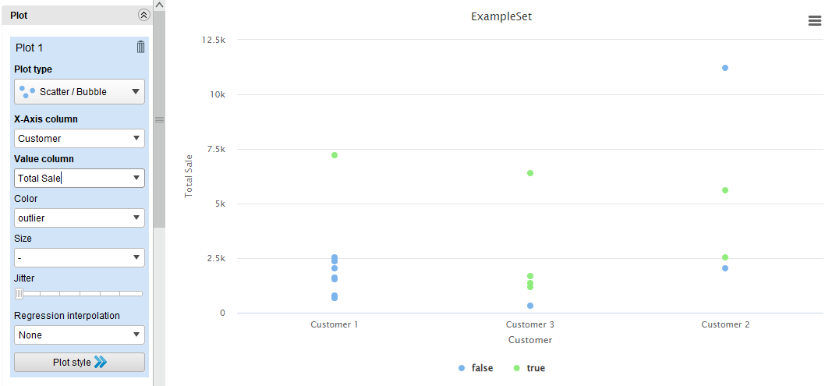 Plot
Plot 1
Plot type
Scatter / Bubble
X-Axis column
Customer
Value column
Total Sale
Color
outlier
Size
-
Jitter
Regression interpolation
None
Plot style
ExampleSet
Total Sale
12.5k
10k
7.5k
5k
2.5k
0
Customer 1 Customer 3 Customer 2
Customer
false true